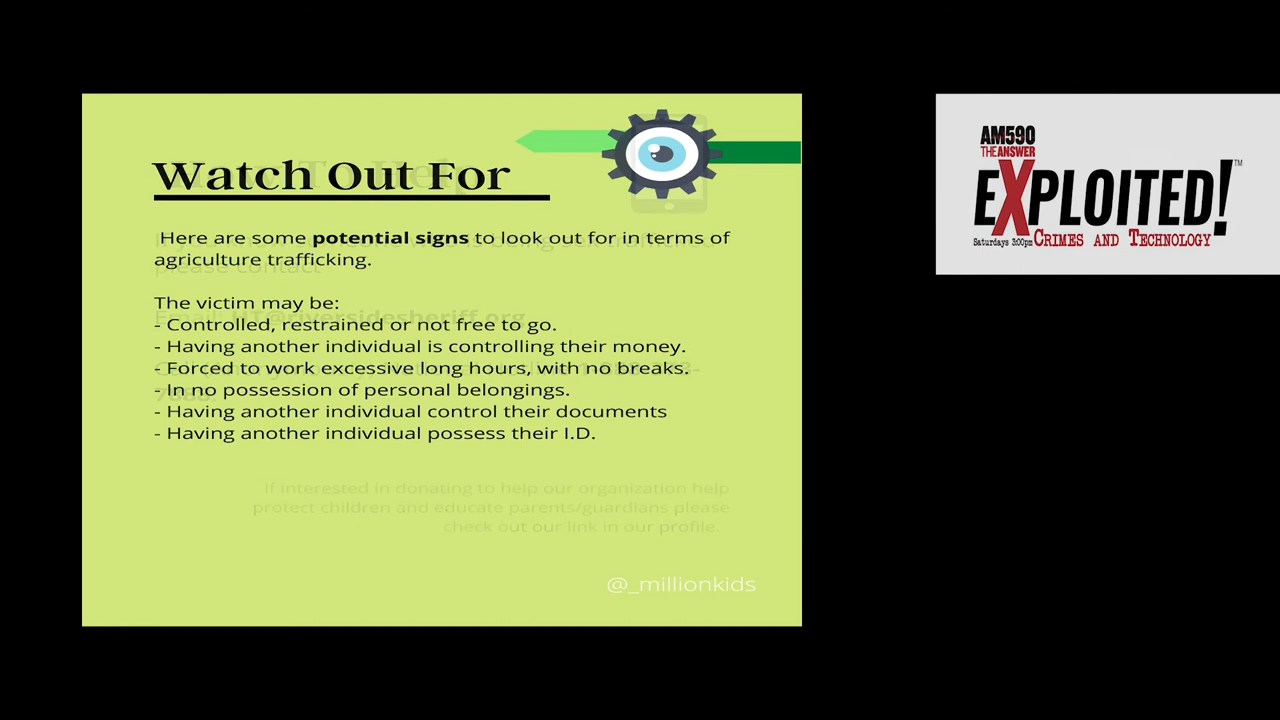 Watch Out For
Here are some potential signs to look out for in terms of
agriculture trafficking.
The victim may be:
- Controlled, restrained or not free to go.
- Having another individual is controlling their money.
- Forced to work excessive long hours, with no breaks.
- In no possession of personal belongings.
- Having another individual control their documents
- Having another individual possess their I.D.
If interested in donating to help our organization help
protect children and educate parents/guardians please
check out our link in our profile.
@_millionkids
AM590
THE ANSWER
EXPLOITED!™
Saturdays 3:00pm CRIMES AND TECHNOLOGY